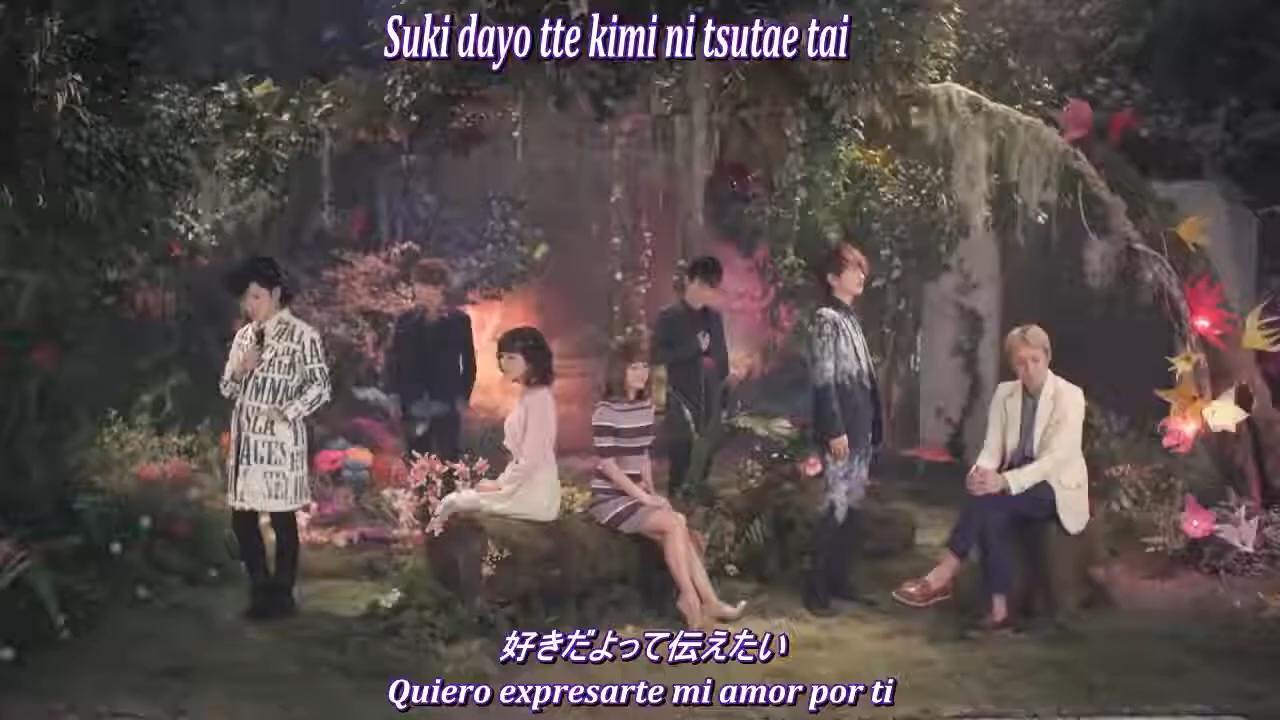 Suki dayo tte kimi ni tsutae tai
好きだよって伝えたい
Quiero expresarte mi amor por ti